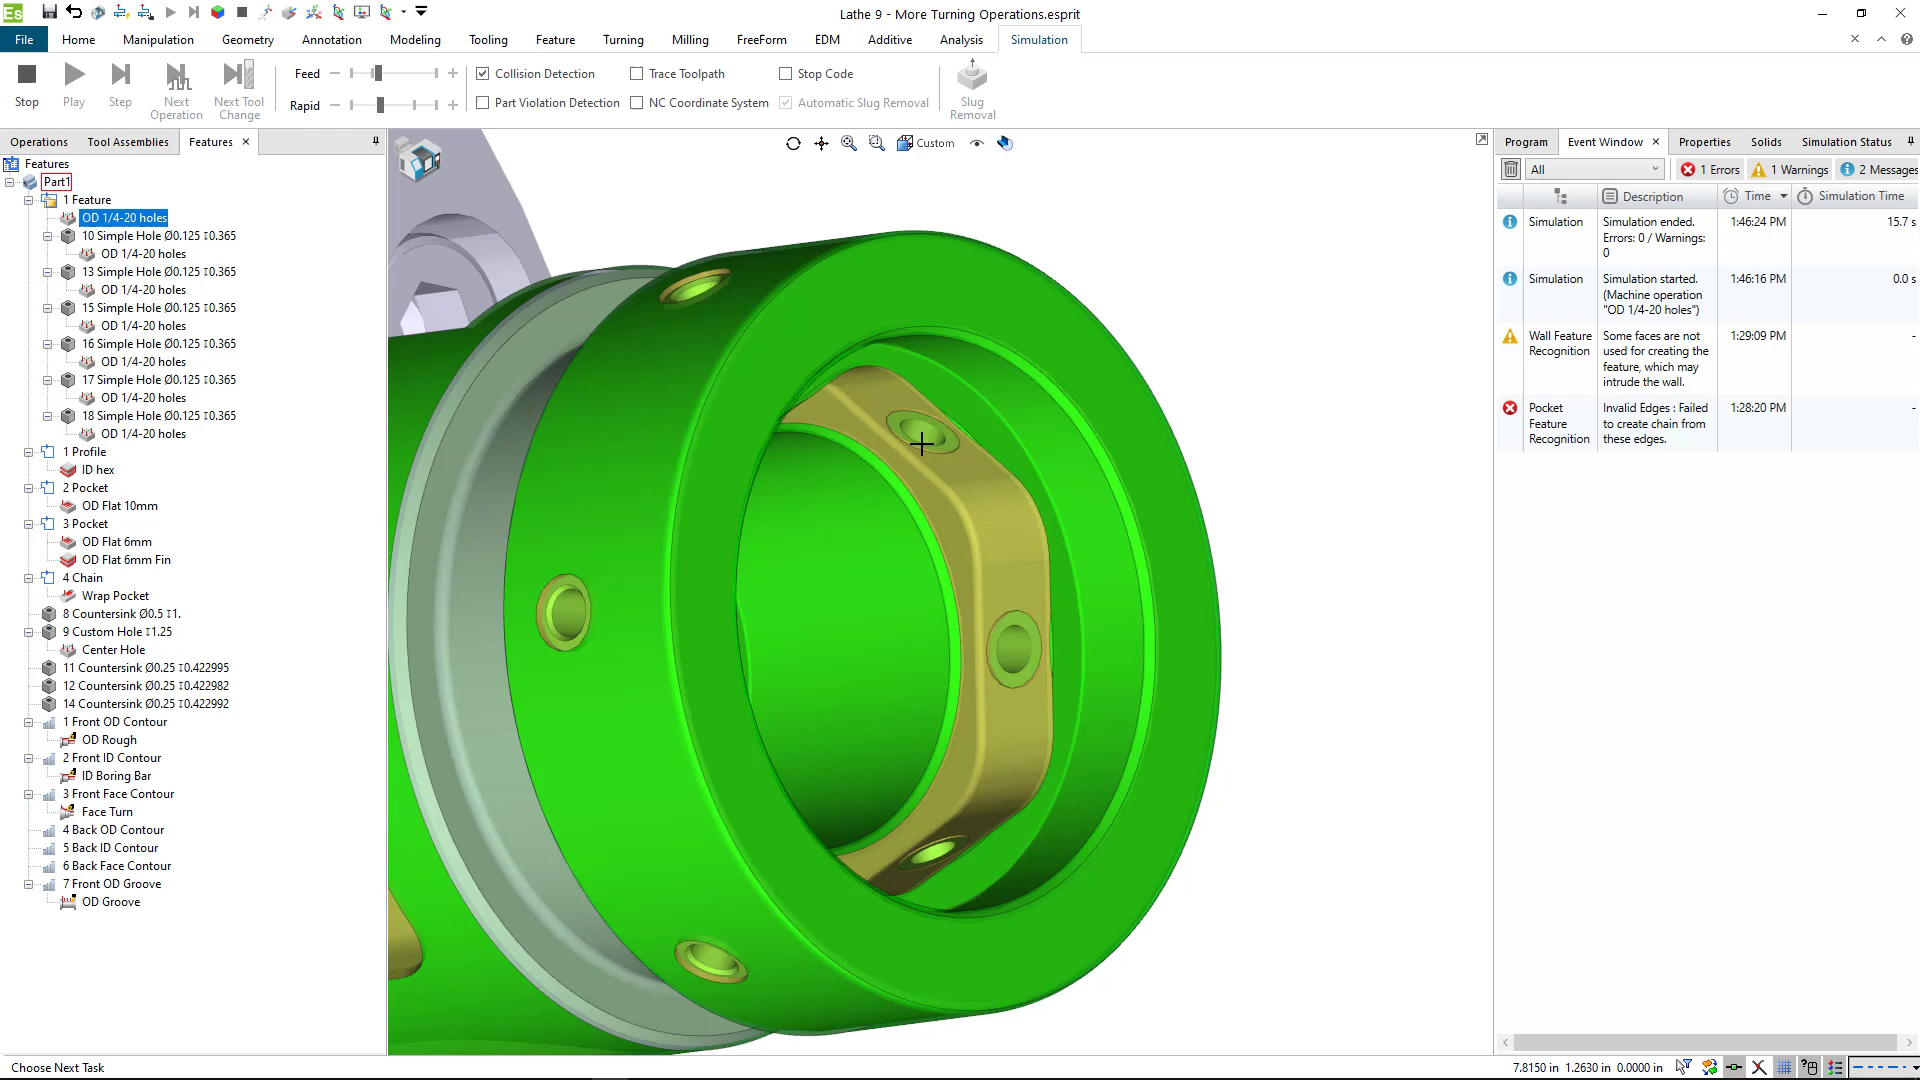 Es
Lathe 9 - More Turning Operations.esprit
File
Home
Manipulation
Geometry
Annotation
Modeling
Tooling
Feature
Turning
Milling
FreeForm
EDM
Additive
Analysis
Simulation
Stop
Play
Step
Next Operation
Next Tool Change
Feed
Rapid
Collision Detection
Part Violation Detection
Trace Toolpath
NC Coordinate System
Stop Code
Automatic Slug Removal
Slug Removal
Operations
Tool Assemblies
Features
Custom
Features
Part1
1 Feature
OD 1/4-20 holes
10 Simple Hole Ø0.125 ↧0.365
OD 1/4-20 holes
13 Simple Hole Ø0.125 ↧0.365
OD 1/4-20 holes
15 Simple Hole Ø0.125 ↧0.365
OD 1/4-20 holes
16 Simple Hole Ø0.125 ↧0.365
OD 1/4-20 holes
17 Simple Hole Ø0.125 ↧0.365
OD 1/4-20 holes
18 Simple Hole Ø0.125 ↧0.365
OD 1/4-20 holes
1 Profile
ID hex
2 Pocket
OD Flat 10mm
3 Pocket
OD Flat 6mm
OD Flat 6mm Fin
4 Chain
Wrap Pocket
8 Countersink Ø0.5 ↧1.
9 Custom Hole ↧1.25
Center Hole
11 Countersink Ø0.25 ↧0.422995
12 Countersink Ø0.25 ↧0.422982
14 Countersink Ø0.25 ↧0.422992
1 Front OD Contour
OD Rough
2 Front ID Contour
ID Boring Bar
3 Front Face Contour
Face Turn
4 Back OD Contour
5 Back ID Contour
6 Back Face Contour
7 Front OD Groove
OD Groove
Program
Event Window
Properties
Solids
Simulation Status
All
1 Errors
1 Warnings
2 Messages
Description
Time
Simulation Time
Simulation
Simulation ended.
Errors: 0 / Warnings:
0
1:46:24 PM
15.7 s
Simulation
Simulation started.
(Machine operation
"OD 1/4-20 holes")
1:46:16 PM
0.0 s
Wall Feature
Recognition
Some faces are not
used for creating the
feature, which may
intrude the wall.
1:29:09 PM
-
Pocket
Feature
Recognition
Invalid Edges : Failed
to create chain from
these edges.
1:28:20 PM
-
Choose Next Task
7.8150 in 1.2630 in 0.0000 in